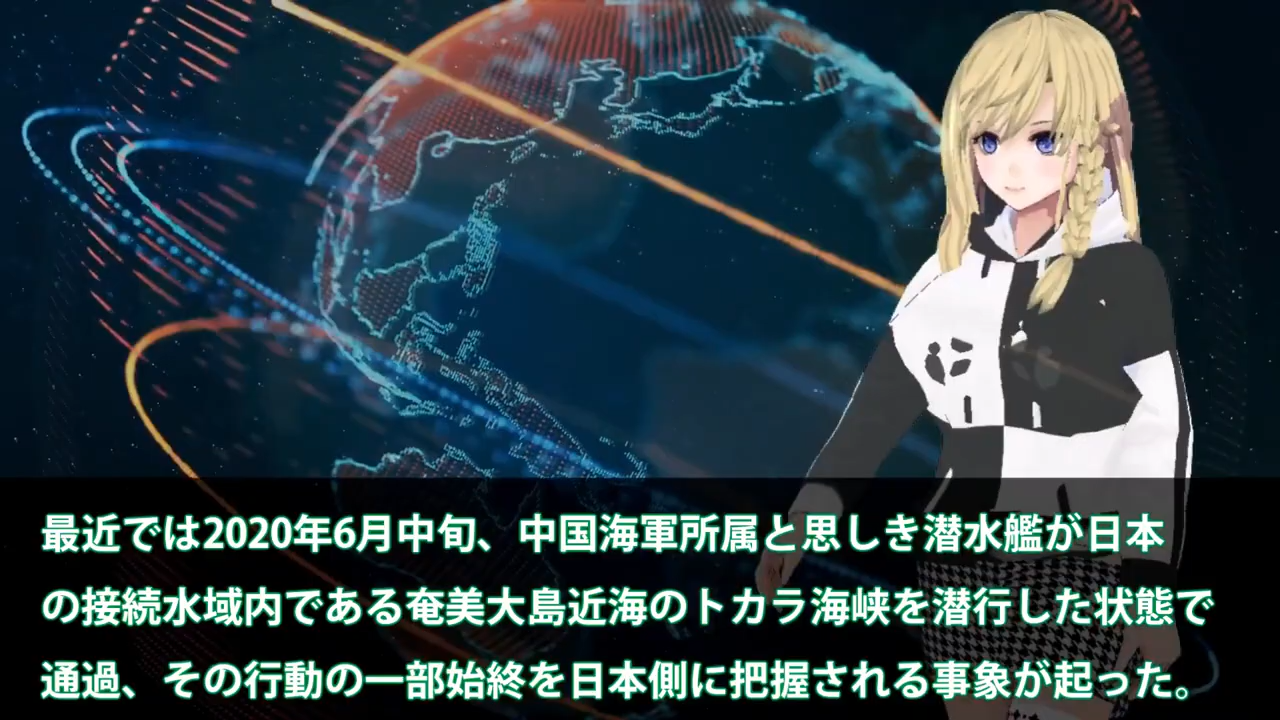 最近では2020年6月中旬、中国海軍所属と思しき潜水艦が日本
の接続水域内である奄美大島近海のトカラ海峡を潜行した状態で
通過、その行動の一部始終を日本側に把握される事象が起った。